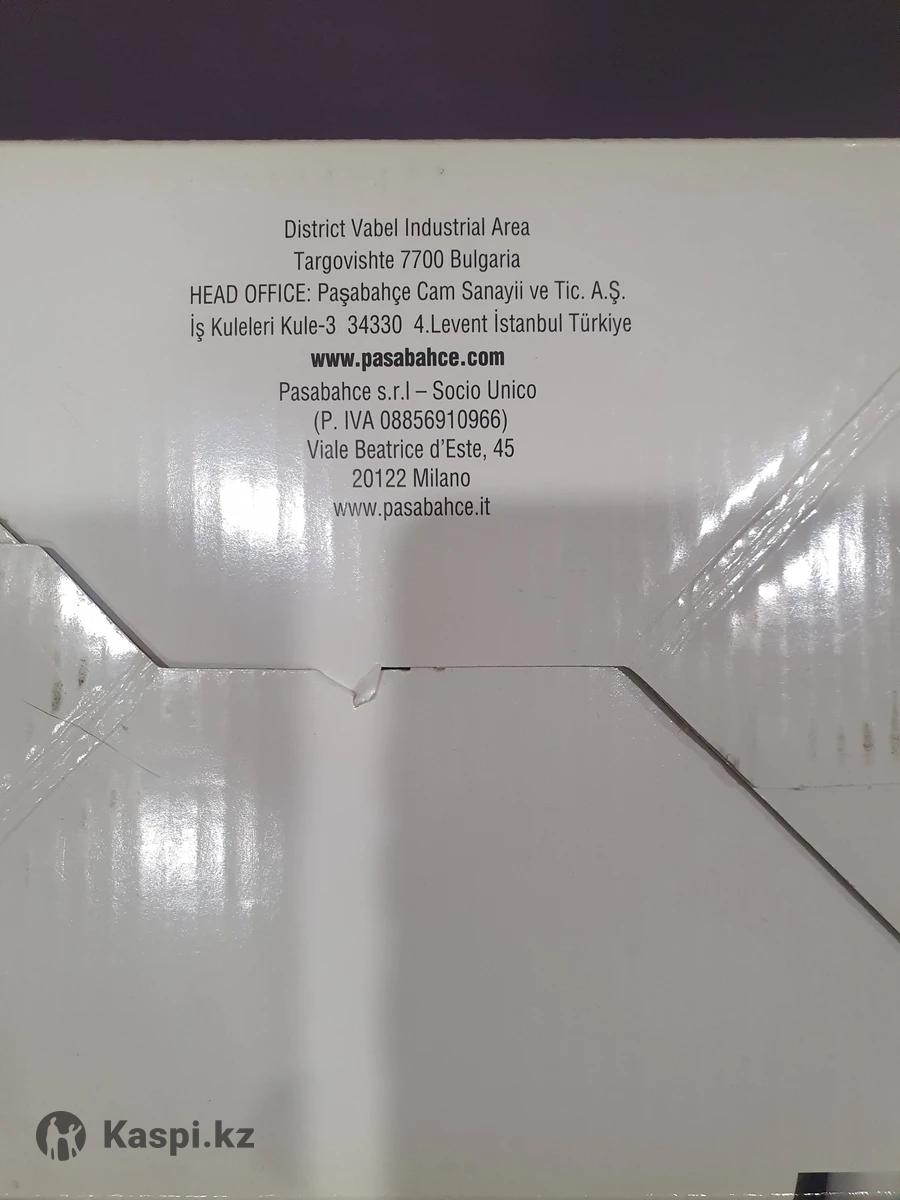 District Vabel Industrial Area
Targovishte 7700 Bulgaria
HEAD OFFICE: Paşabahçe Cam Sanayii ve Tic. A.Ş.
İş Kuleleri Kule-3 34330 4.Levent İstanbul Türkiye
www.pasabahce.com
Pasabahce s.r.l – Socio Unico
(P. IVA 08856910966)
Viale Beatrice d'Este, 45
20122 Milano
www.pasabahce.it
Kaspi.kz